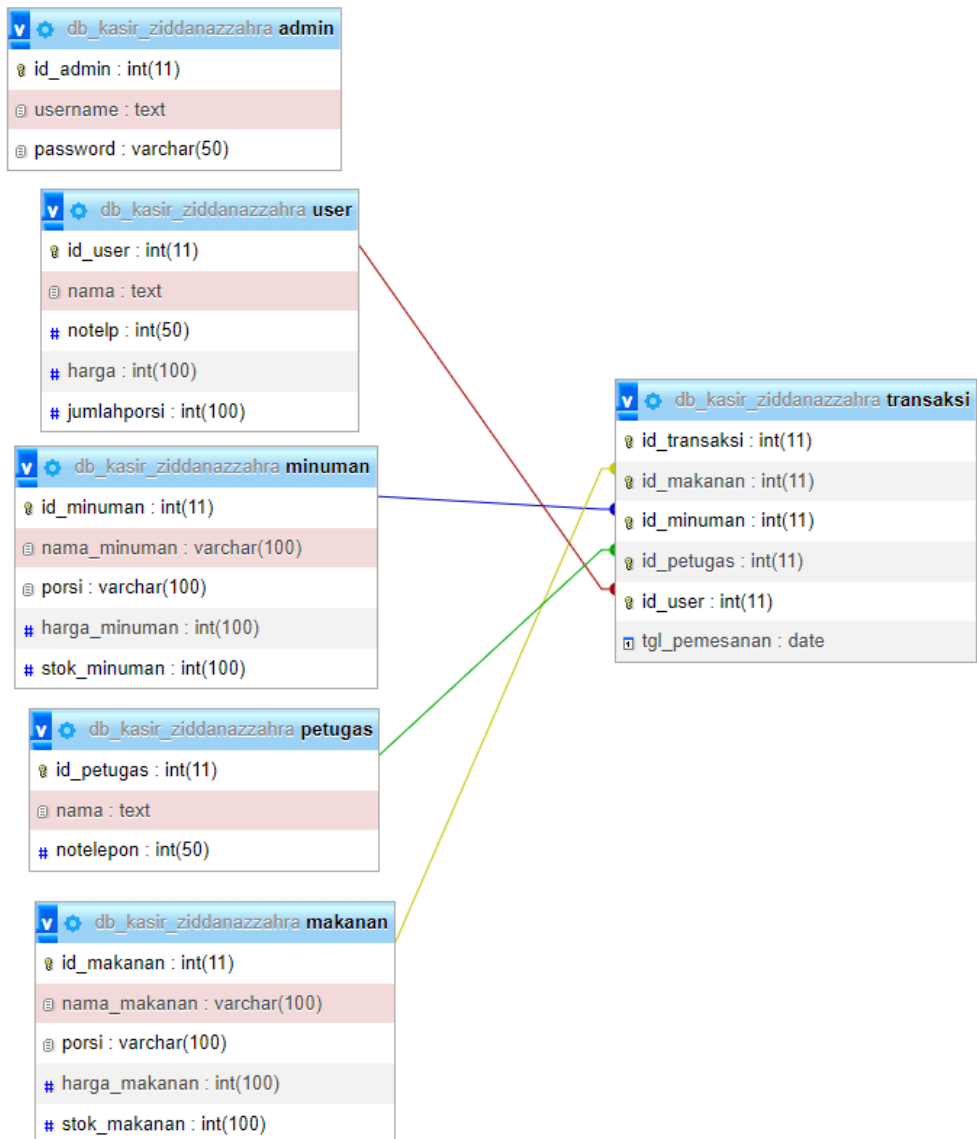 v db_kasir_ziddanazzahra admin
id_admin : int(11)
username : text
password : varchar(50)
v db_kasir_ziddanazzahra user
id_user : int(11)
nama : text
# notelp : int(50)
# harga : int(100)
# jumlahporsi : int(100)
v db_kasir_ziddanazzahra minuman
id_minuman : int(11)
nama_minuman : varchar(100)
porsi : varchar(100)
# harga_minuman : int(100)
# stok_minuman : int(100)
v db_kasir_ziddanazzahra petugas
id_petugas : int(11)
nama : text
# notelepon : int(50)
v db_kasir_ziddanazzahra makanan
id_makanan : int(11)
nama_makanan : varchar(100)
porsi : varchar(100)
# harga_makanan : int(100)
# stok_makanan : int(100)
v db_kasir_ziddanazzahra transaksi
id_transaksi : int(11)
id_makanan : int(11)
id_minuman : int(11)
id_petugas : int(11)
id_user : int(11)
tgl_pemesanan : date